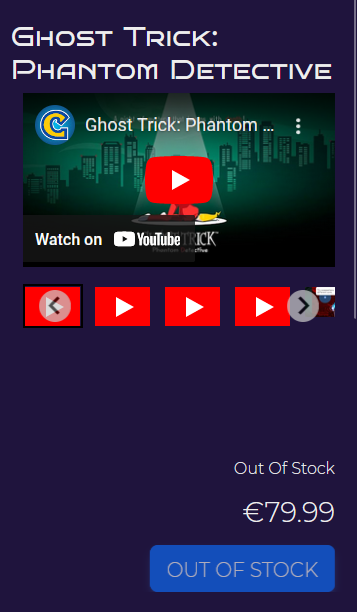 Ghost Trick:
Phantom Detective
Ghost Trick: Phantom ...
TRICK
Phantom Detective
Watch on YouTube
Out Of Stock
€79.99
OUT OF STOCK